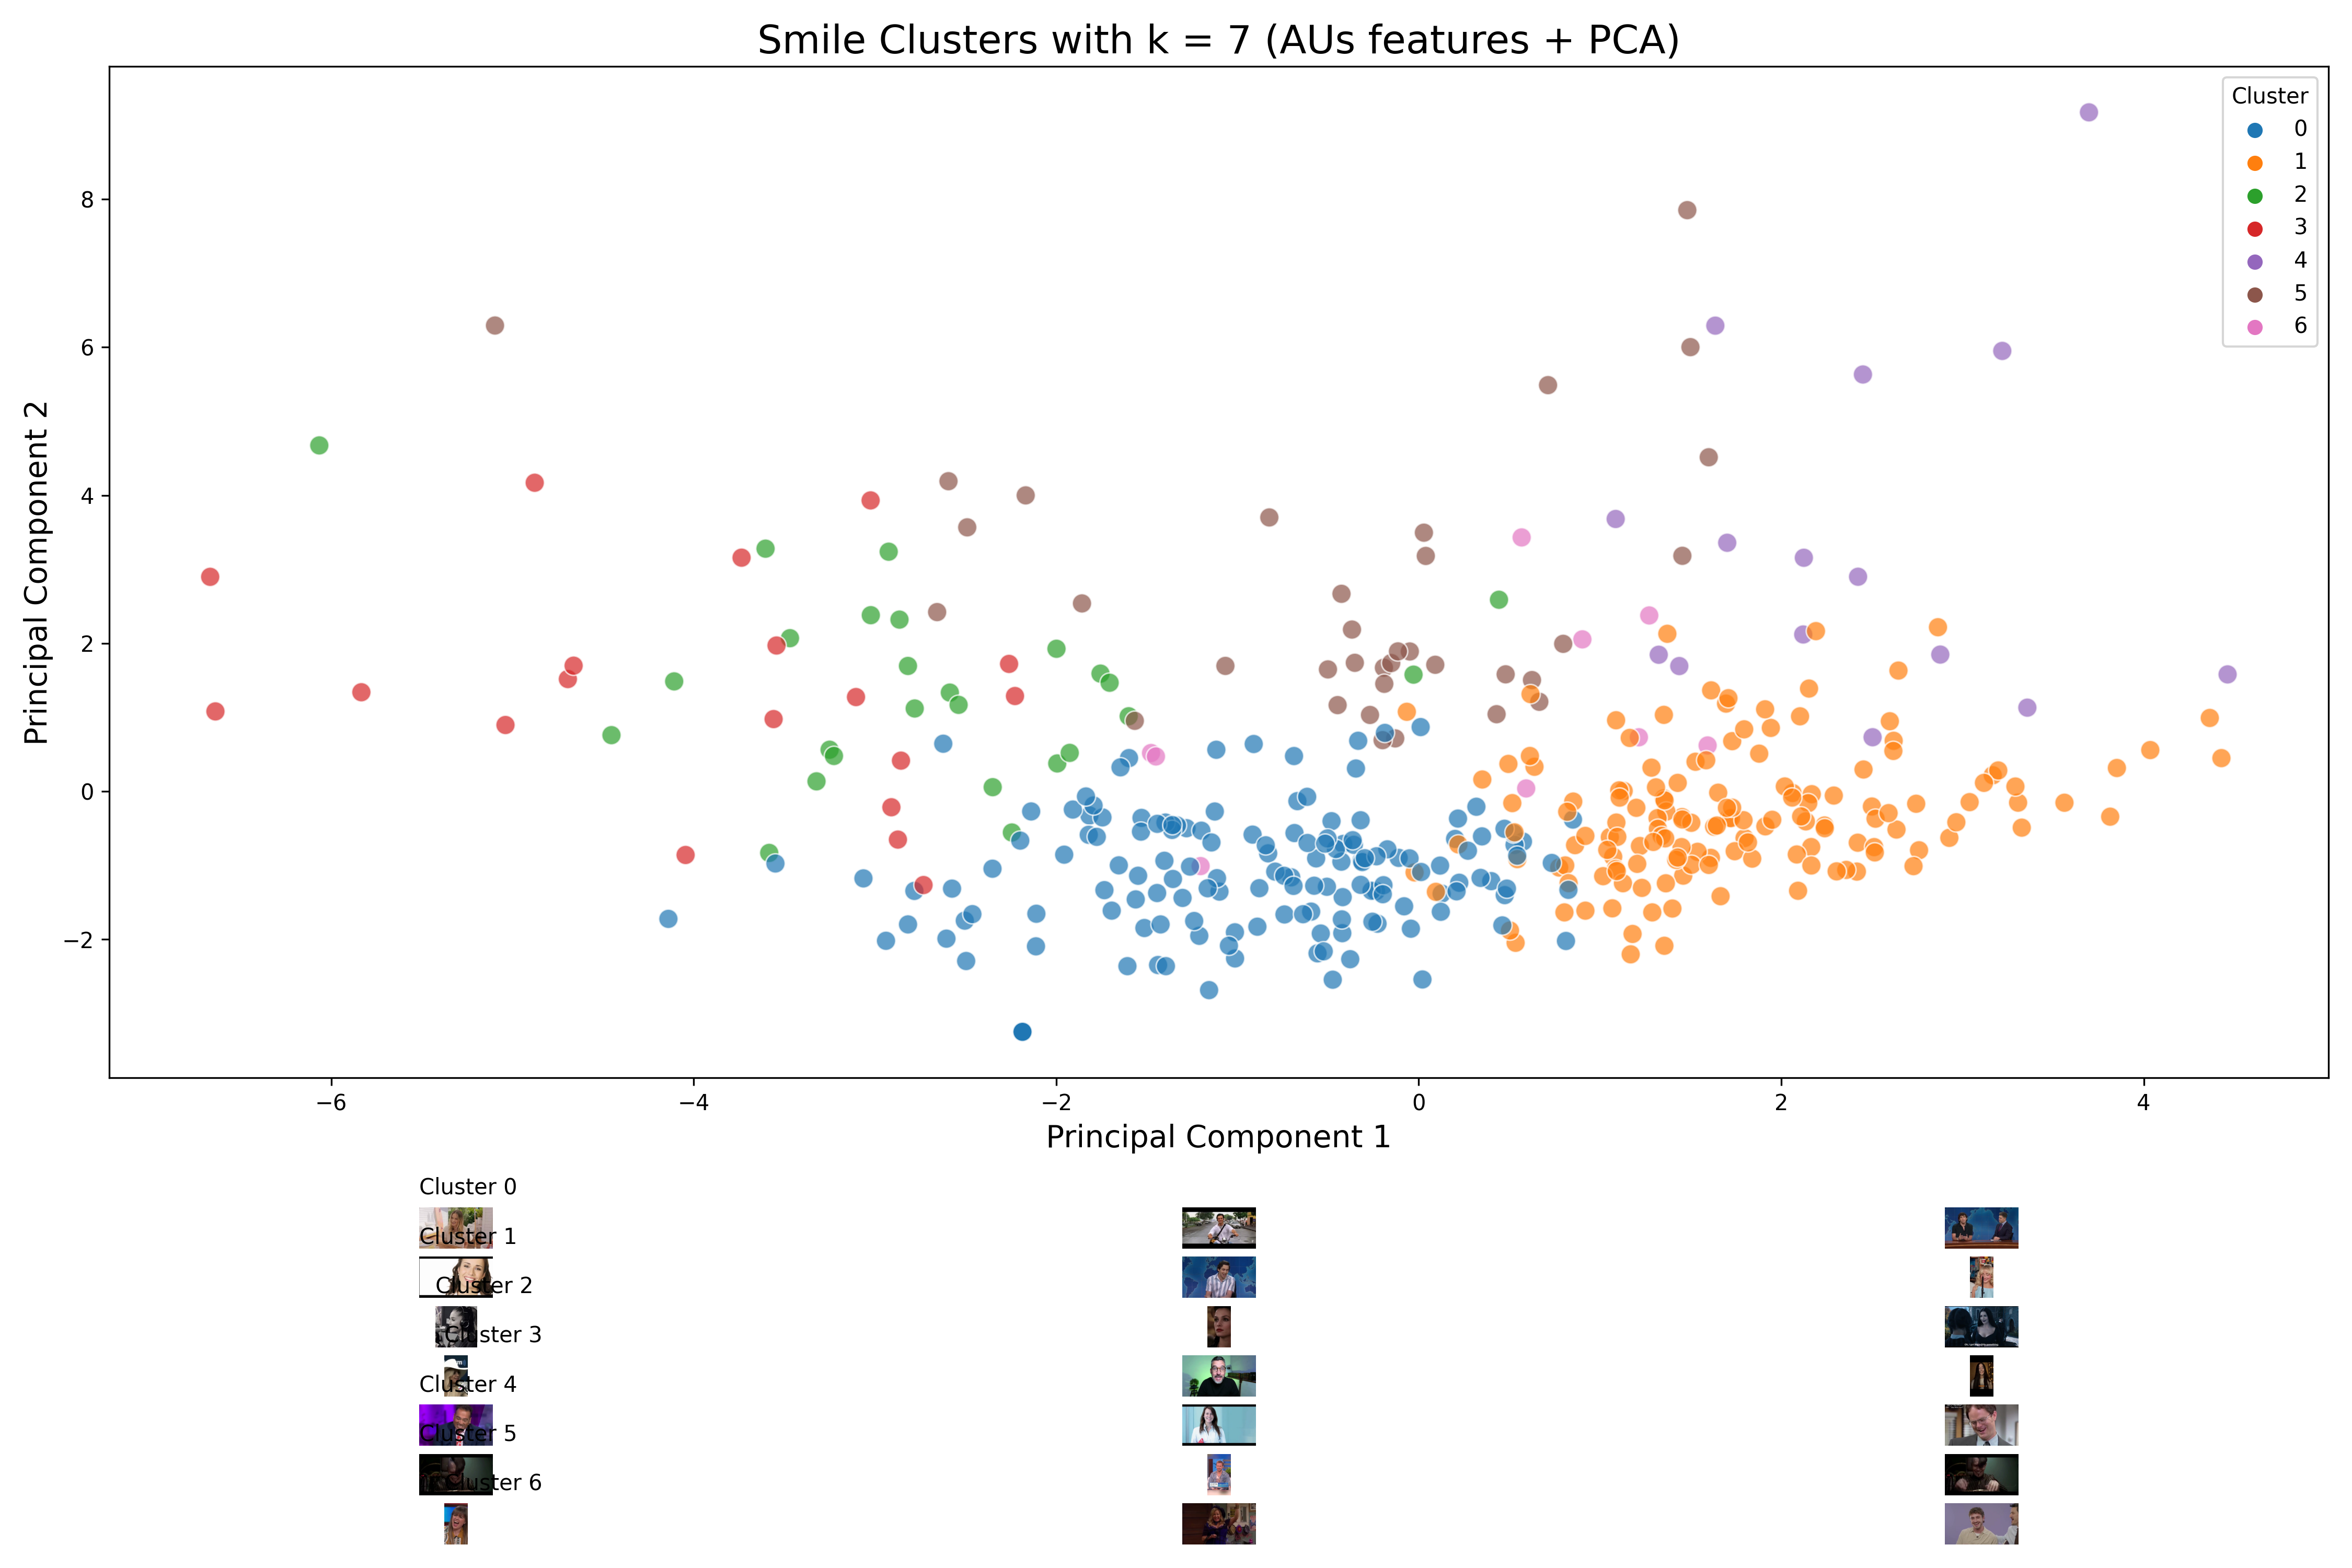 Smile Clusters with k = 7 (AUs features + PCA)
Cluster
0
1
2
3
4
5
6
Principal Component 2
8
6
4
2
0
−2
−6
−4
−2
0
2
4
Principal Component 1
Cluster 0
Cluster 1
Cluster 2
Cluster 3
Cluster 4
Cluster 5
Cluster 6